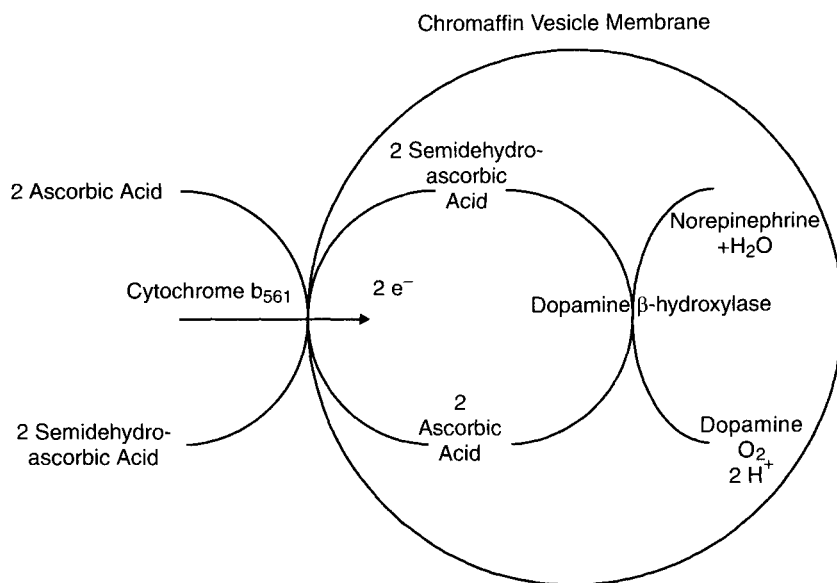 Chromaffin Vesicle Membrane
2 Semidehydro-
ascorbic
Acid
2 Ascorbic Acid
Norepinephrine
+H₂O
Cytochrome b₅₆₁
2 e⁻
Dopamine β-hydroxylase
2 Semidehydro-
ascorbic Acid
2
Ascorbic
Acid
Dopamine
O₂
2 H⁺